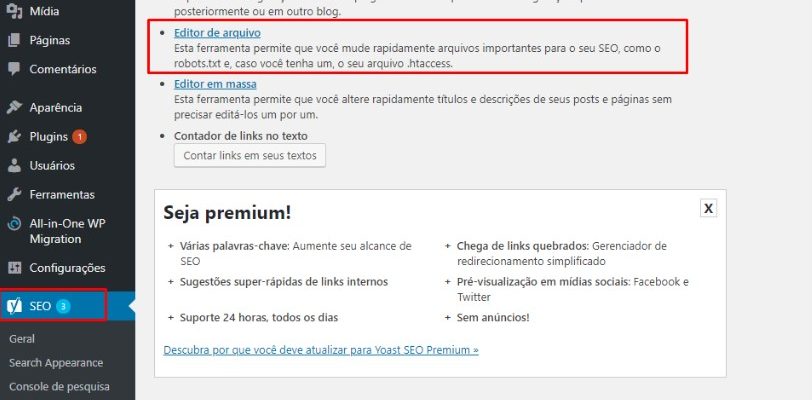 Mídia
Páginas
Comentários
Aparência
Plugins 1
Usuários
Ferramentas
All-in-One WP
Migration
Configurações
SEO 3
Geral
Search Appearance
Console de pesquisa
posteriormente ou em outro blog.
Editor de arquivo
Esta ferramenta permite que você mude rapidamente arquivos importantes para o seu SEO, como o
robots.txt e, caso você tenha um, o seu arquivo .htaccess.
Editor em massa
Esta ferramenta permite que você altere rapidamente títulos e descrições de seus posts e páginas sem
precisar editá-los um por um.
Contador de links no texto
Contar links em seus textos
Seja premium!
X
+ Várias palavras-chave: Aumente seu alcance de
SEO
+ Sugestões super-rápidas de links internos
+ Suporte 24 horas, todos os dias
+ Chega de links quebrados: Gerenciador de
redirecionamento simplificado
+ Pré-visualização em mídias sociais: Facebook e
Twitter
+ Sem anúncios!
Descubra por que você deve atualizar para Yoast SEO Premium »